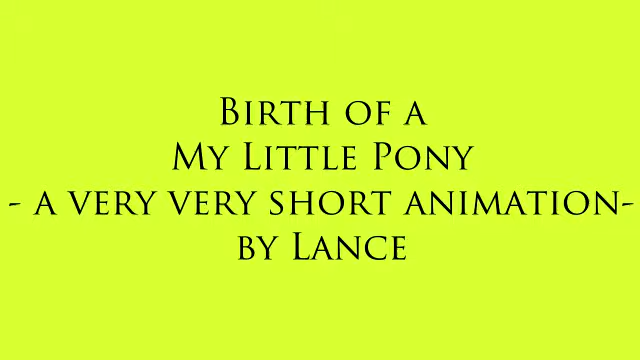 Birth of a
My Little Pony
- a very very short animation-
by Lance